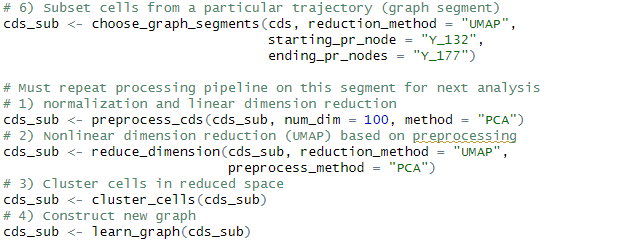 # 6) Subset cells from a particular trajectory (graph segment)
cds_sub <- choose_graph_segments(cds, reduction_method = "UMAP",
starting_pr_node = "Y_132",
ending_pr_nodes = "Y_177")
# Must repeat processing pipeline on this segment for next analysis
# 1) normalization and linear dimension reduction
cds_sub <- preprocess_cds(cds_sub, num_dim = 100, method = "PCA")
# 2) Nonlinear dimension reduction (UMAP) based on preprocessing
cds_sub <- reduce_dimension(cds_sub, reduction_method = "UMAP",
preprocess_method = "PCA")
# 3) Cluster cells in reduced space
cds_sub <- cluster_cells(cds_sub)
# 4) Construct new graph
cds_sub <- learn_graph(cds_sub)